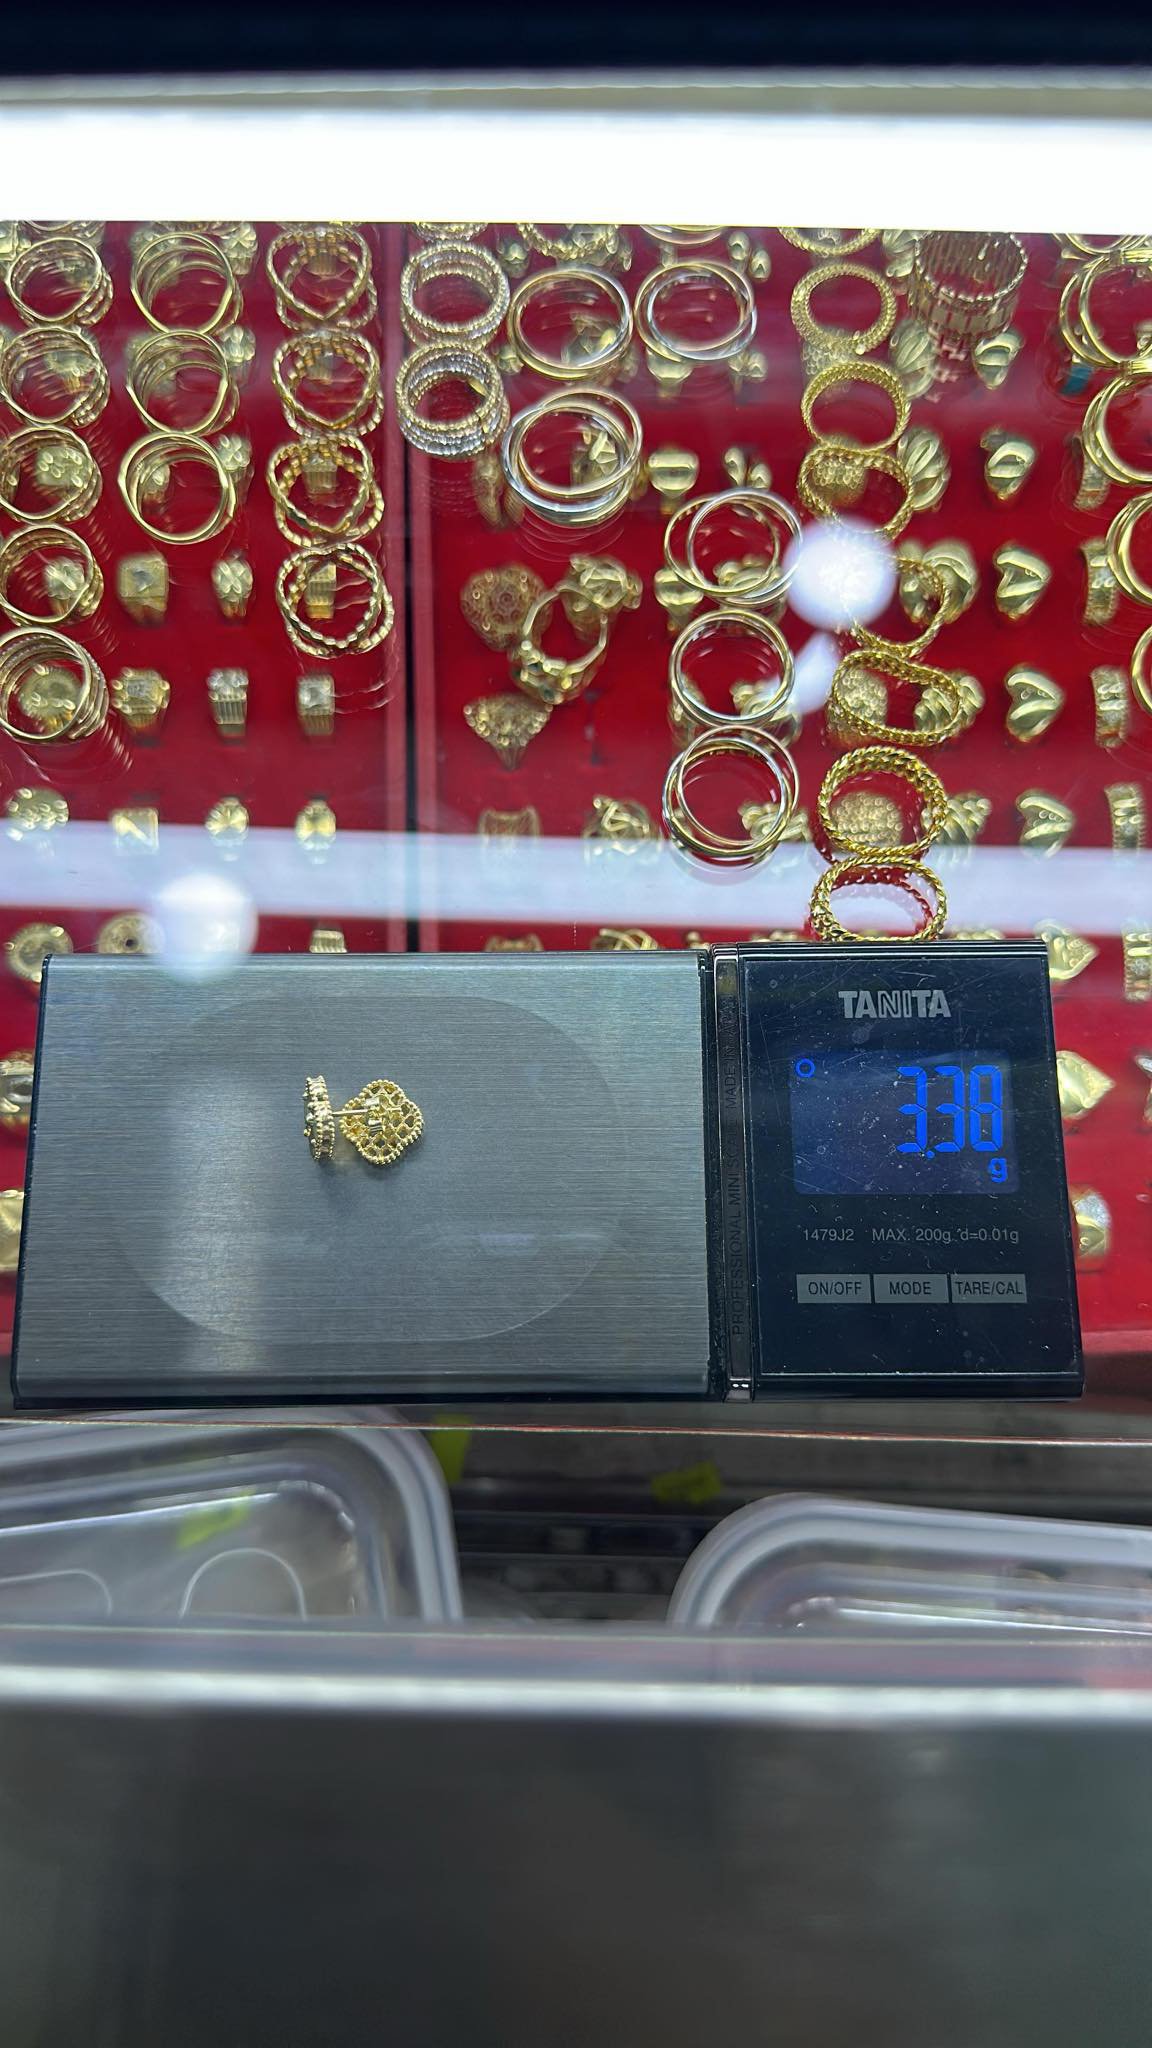 TANITA
3.38
g
1479J2 MAX. 200g d=0.01g
ON/OFF MODE TARE/CAL
PROFESSIONAL MINI SCALE MADE IN JAPAN